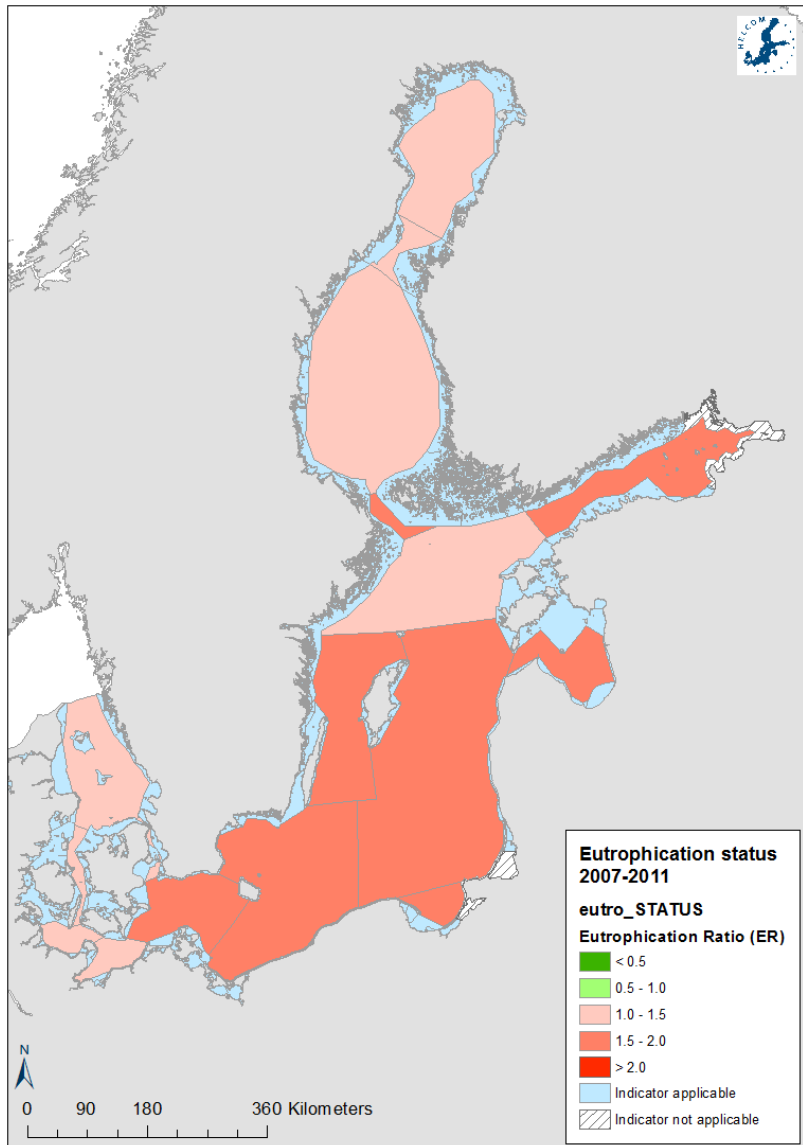 HELCOM
Eutrophication status
2007-2011
eutro_STATUS
Eutrophication Ratio (ER)
< 0.5
0.5 - 1.0
1.0 - 1.5
1.5 - 2.0
> 2.0
Indicator applicable
Indicator not applicable
N
0 90 180 360 Kilometers